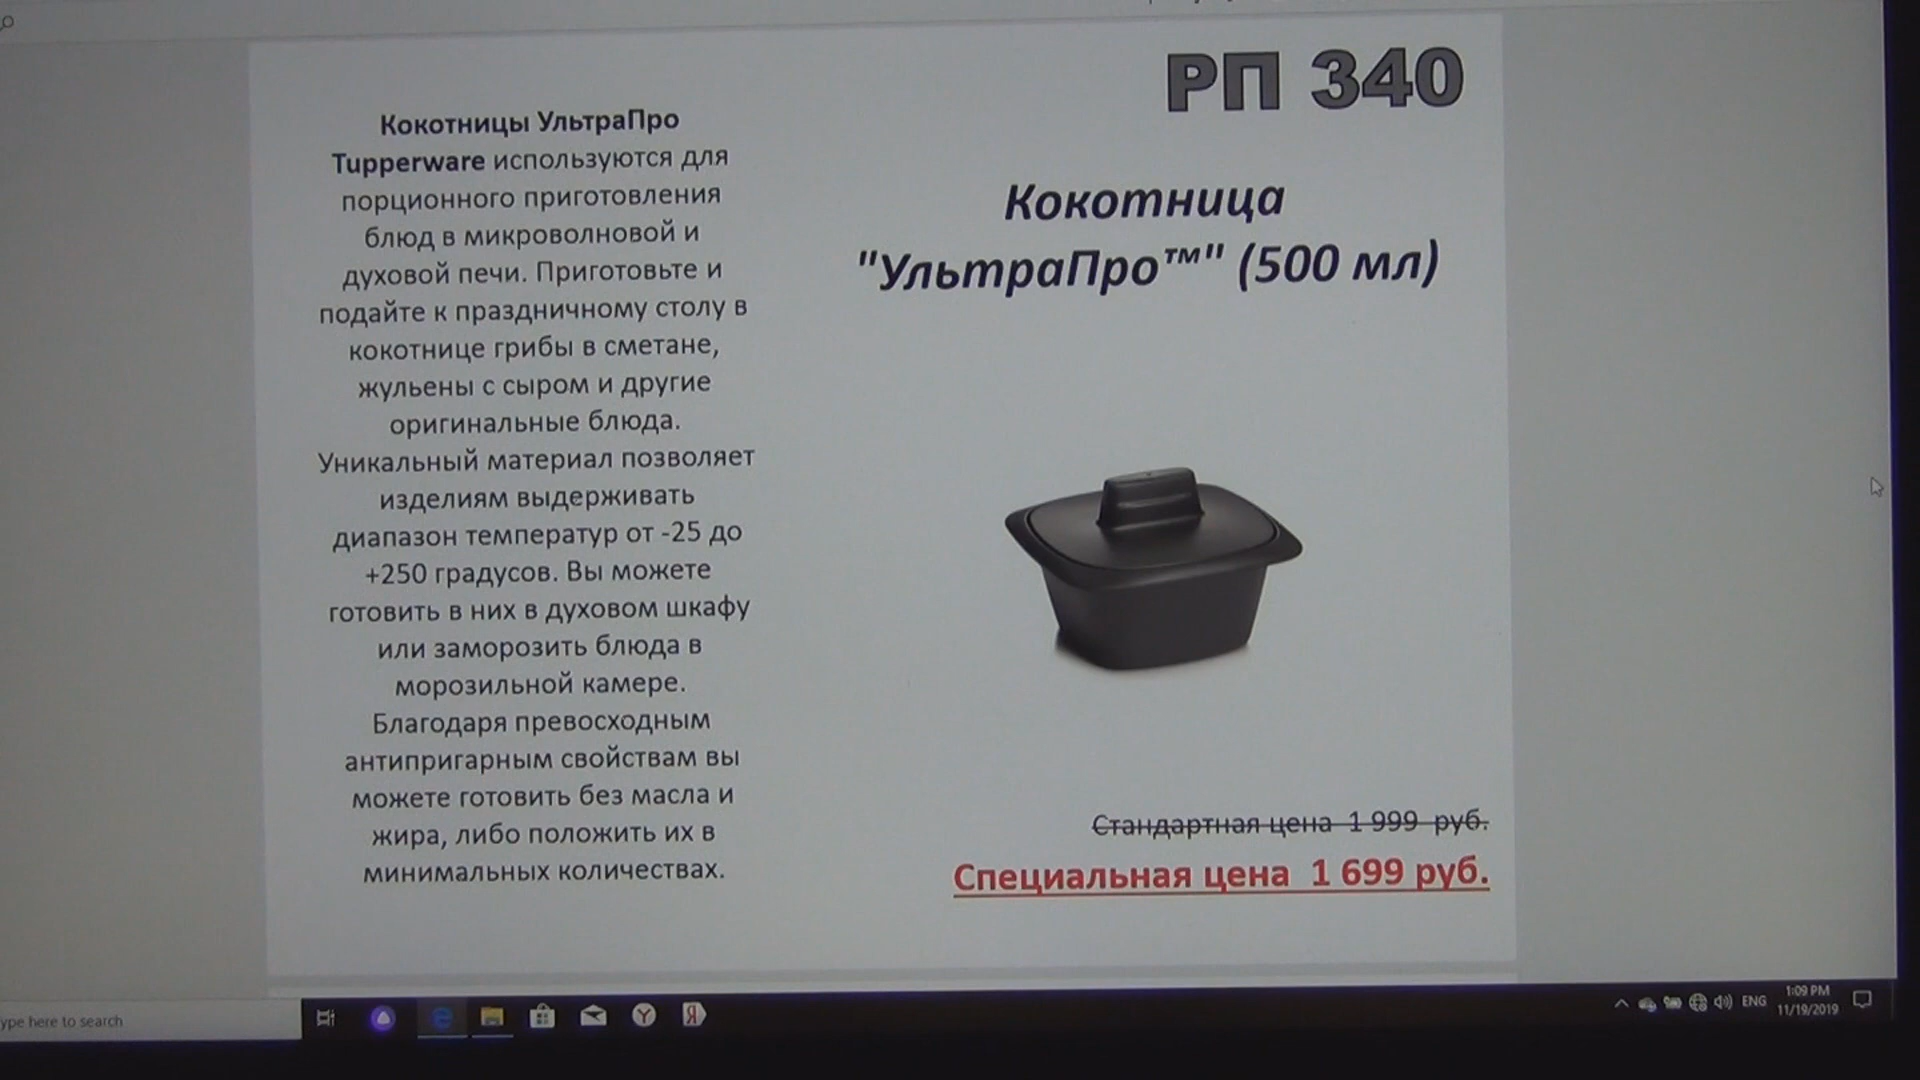 Кокотницы УльтраПро
Tupperware используются для
порционного приготовления
блюд в микроволновой и
духовой печи. Приготовьте и
подайте к праздничному столу в
кокотнице грибы в сметане,
жульены с сыром и другие
оригинальные блюда.
Уникальный материал позволяет
изделиям выдерживать
диапазон температур от -25 до
+250 градусов. Вы можете
готовить в них в духовом шкафу
или заморозить блюда в
морозильной камере.
Благодаря превосходным
антипригарным свойствам вы
можете готовить без масла и
жира, либо положить их в
минимальных количествах.
РП 340
Кокотница
"УльтраПро™" (500 мл)
Стандартная цена 1 999 руб.
Специальная цена 1 699 руб.
ype here to search
ENG
1:09 PM
11/19/2019